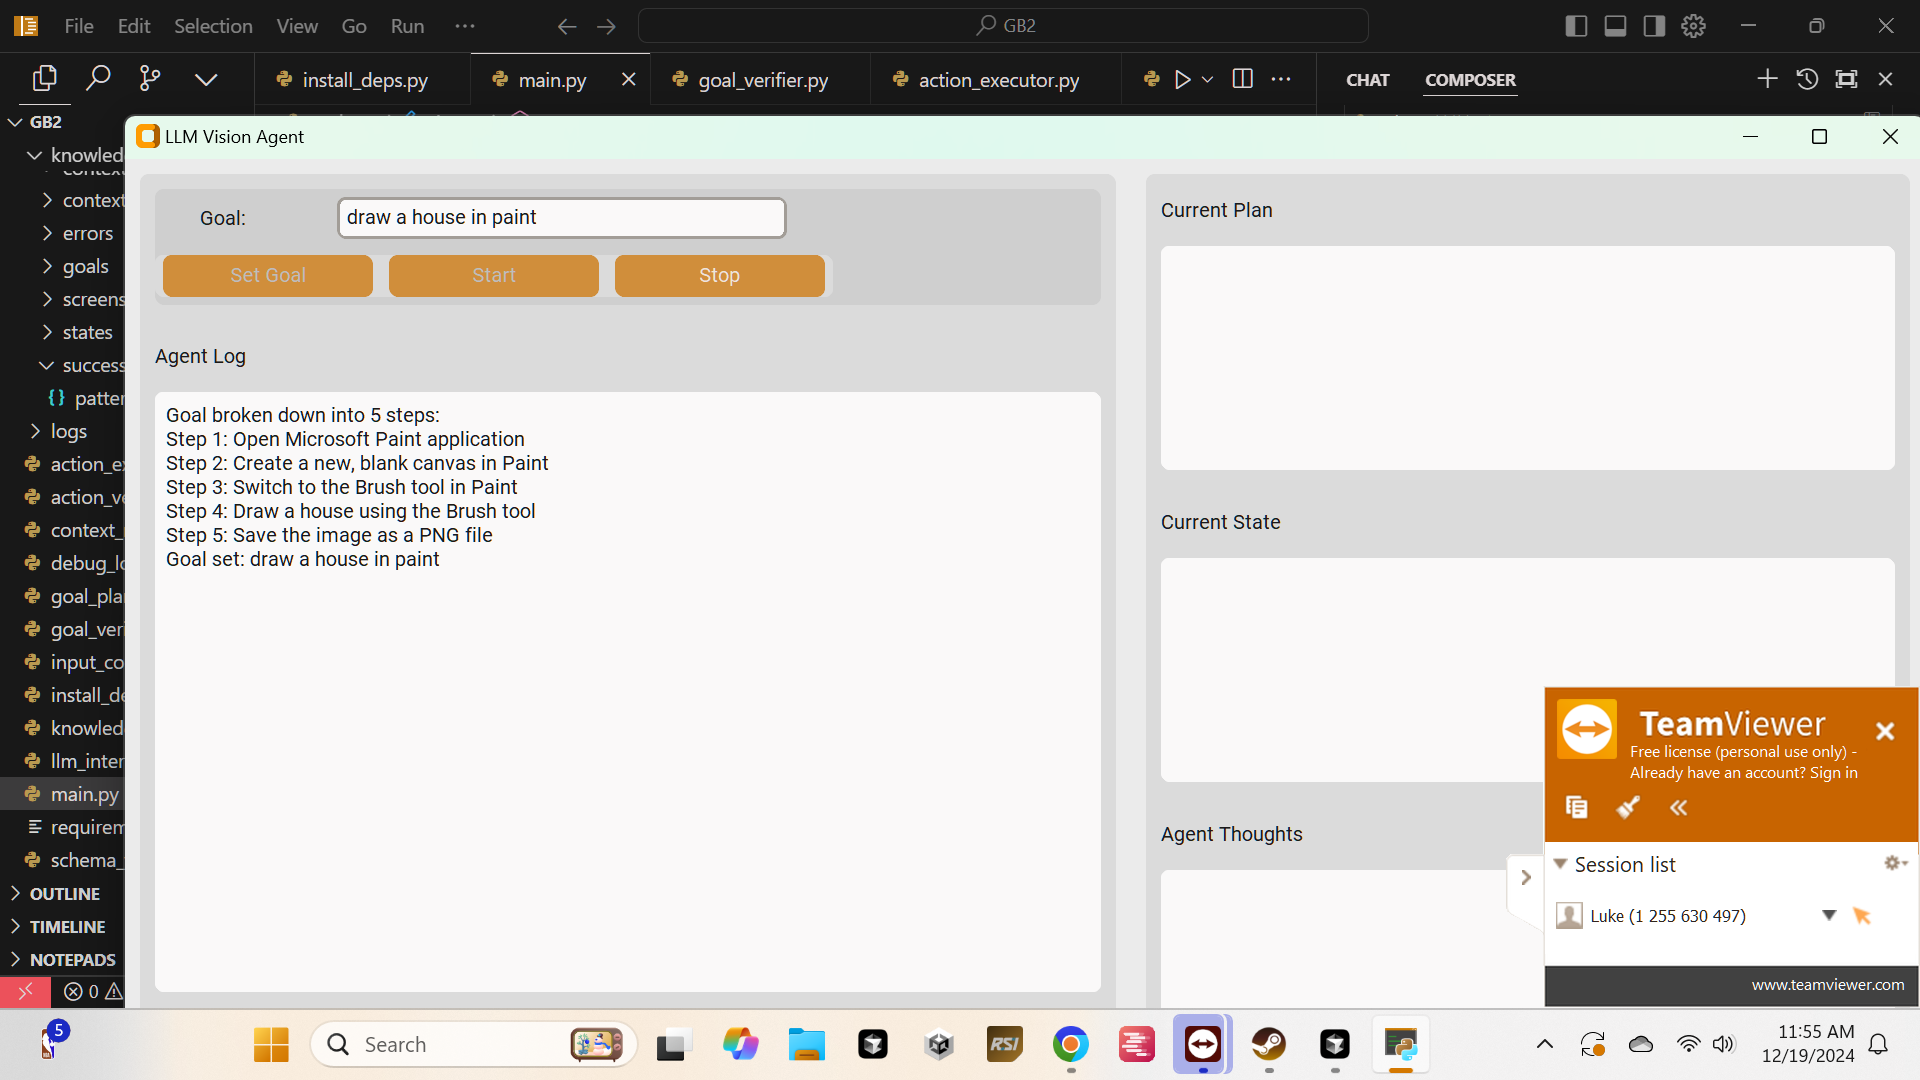 File Edit Selection View Go Run ··· GB2
install_deps.py main.py goal_verifier.py action_executor.py
CHAT COMPOSER
GB2
knowled
context
errors
goals
screens
states
success
patter
logs
action_e
action_ve
context_
debug_lo
goal_pla
goal_veri
input_co
install_de
knowled
llm_inter
main.py
requirem
schema_
OUTLINE
TIMELINE
NOTEPADS
0
LLM Vision Agent
Goal: draw a house in paint
Set Goal Start Stop
Agent Log
Goal broken down into 5 steps:
Step 1: Open Microsoft Paint application
Step 2: Create a new, blank canvas in Paint
Step 3: Switch to the Brush tool in Paint
Step 4: Draw a house using the Brush tool
Step 5: Save the image as a PNG file
Goal set: draw a house in paint
Current Plan
Current State
Agent Thoughts
TeamViewer
Free license (personal use only) -
Already have an account? Sign in
Session list
Luke (1 255 630 497)
www.teamviewer.com
5
Search
RSI
11:55 AM
12/19/2024